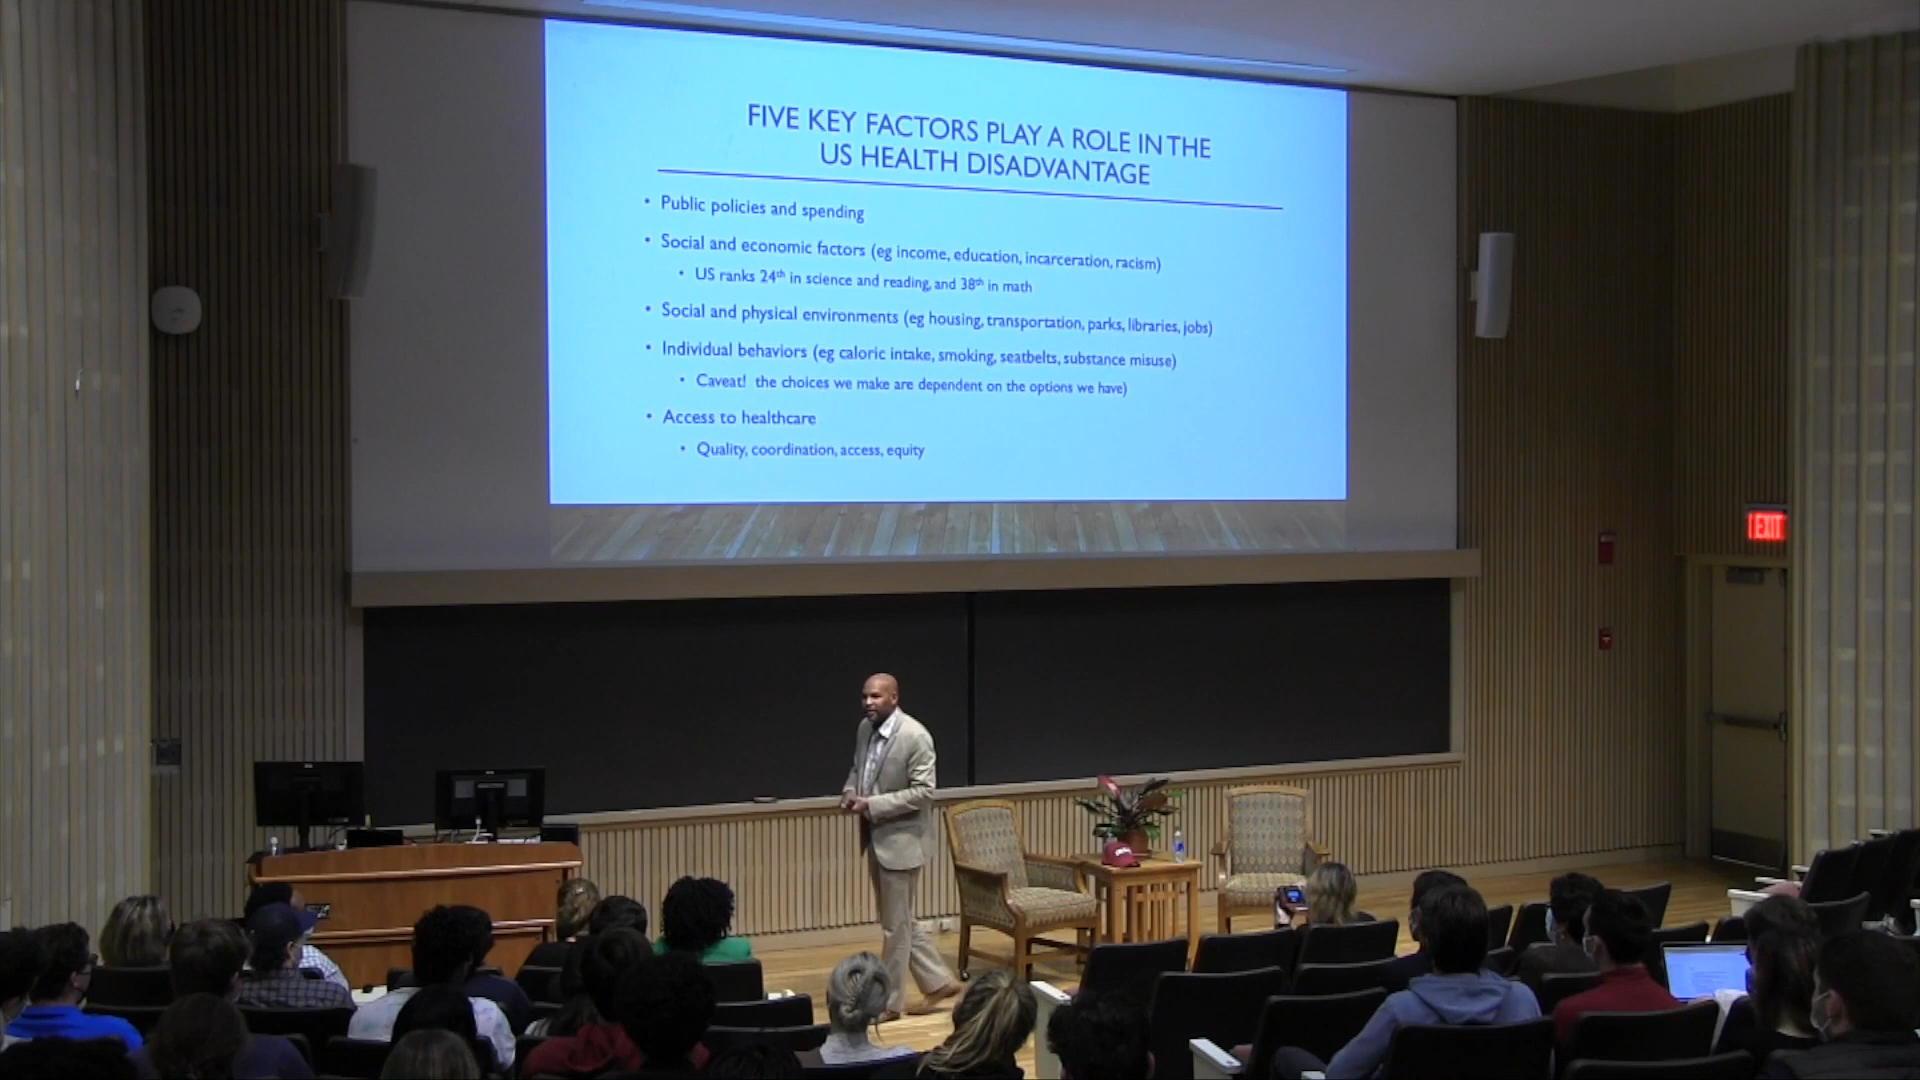 FIVE KEY FACTORS PLAY A ROLE IN THE
US HEALTH DISADVANTAGE
• Public policies and spending
• Social and economic factors (eg income, education, incarceration, racism)
• US ranks 24th in science and reading, and 38th in math
• Social and physical environments (eg housing, transportation, parks, libraries, jobs)
• Individual behaviors (eg caloric intake, smoking, seatbelts, substance misuse)
• Caveat! the choices we make are dependent on the options we have)
• Access to healthcare
• Quality, coordination, access, equity
EXIT